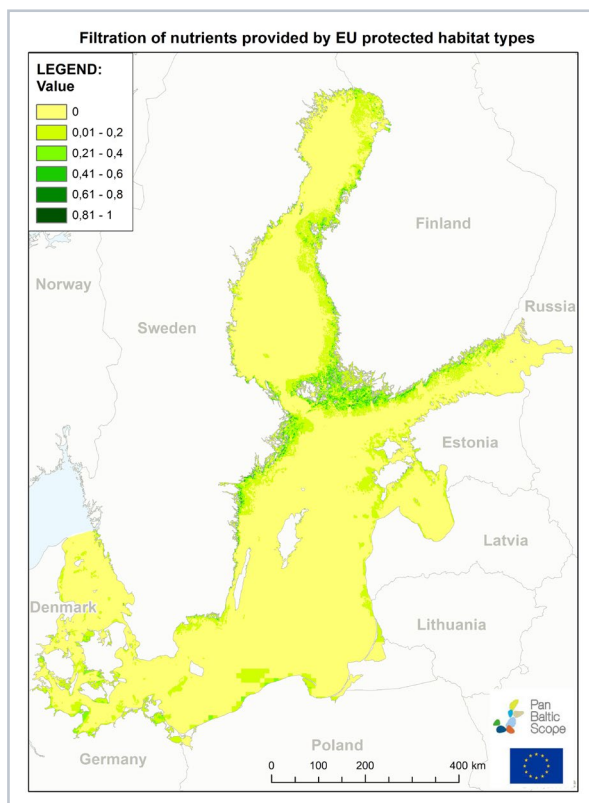 Filtration of nutrients provided by EU protected habitat types
LEGEND:
Value
0
0,01 - 0,2
0,21 - 0,4
0,41 - 0,6
0,61 - 0,8
0,81 - 1
Finland
Norway
Russia
Sweden
Estonia
Latvia
Denmark
Lithuania
Pan
Baltic
Scope
Germany
Poland
0 100 200 400 km